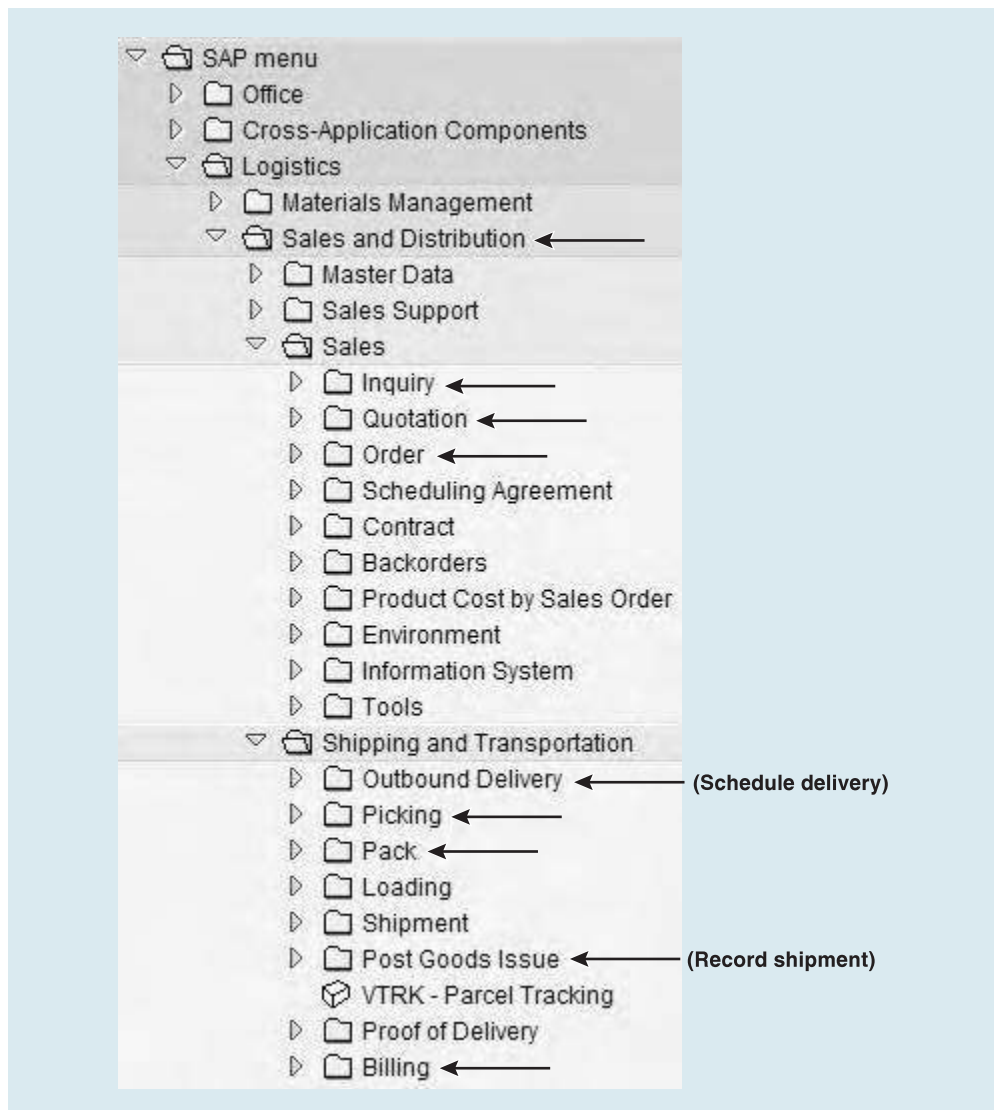 SAP menu
Office
Cross-Application Components
Logistics
Materials Management
Sales and Distribution
Master Data
Sales Support
Sales
Inquiry
Quotation
Order
Scheduling Agreement
Contract
Backorders
Product Cost by Sales Order
Environment
Information System
Tools
Shipping and Transportation
Outbound Delivery (Schedule delivery)
Picking
Pack
Loading
Shipment
Post Goods Issue (Record shipment)
VTRK - Parcel Tracking
Proof of Delivery
Billing